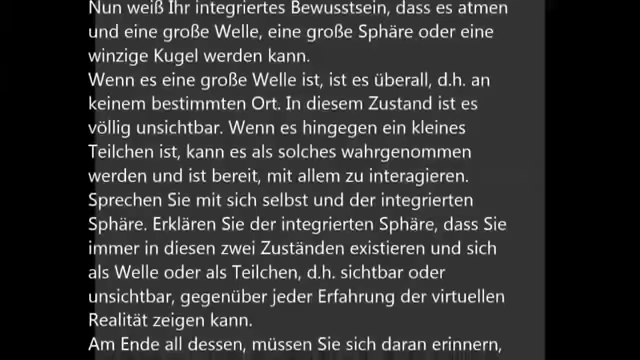 Nun weiß Ihr integriertes Bewusstsein, dass es atmen
und eine große Welle, eine große Sphäre oder eine
winzige Kugel werden kann.
Wenn es eine große Welle ist, ist es überall, d.h. an
keinem bestimmten Ort. In diesem Zustand ist es
völlig unsichtbar. Wenn es hingegen ein kleines
Teilchen ist, kann es als solches wahrgenommen
werden und ist bereit, mit allem zu interagieren.
Sprechen Sie mit sich selbst und der integrierten
Sphäre. Erklären Sie der integrierten Sphäre, dass Sie
immer in diesen zwei Zuständen existieren und sich
als Welle oder als Teilchen, d.h. sichtbar oder
unsichtbar, gegenüber jeder Erfahrung der virtuellen
Realität zeigen kann.
Am Ende all dessen, müssen Sie sich daran erinnern,